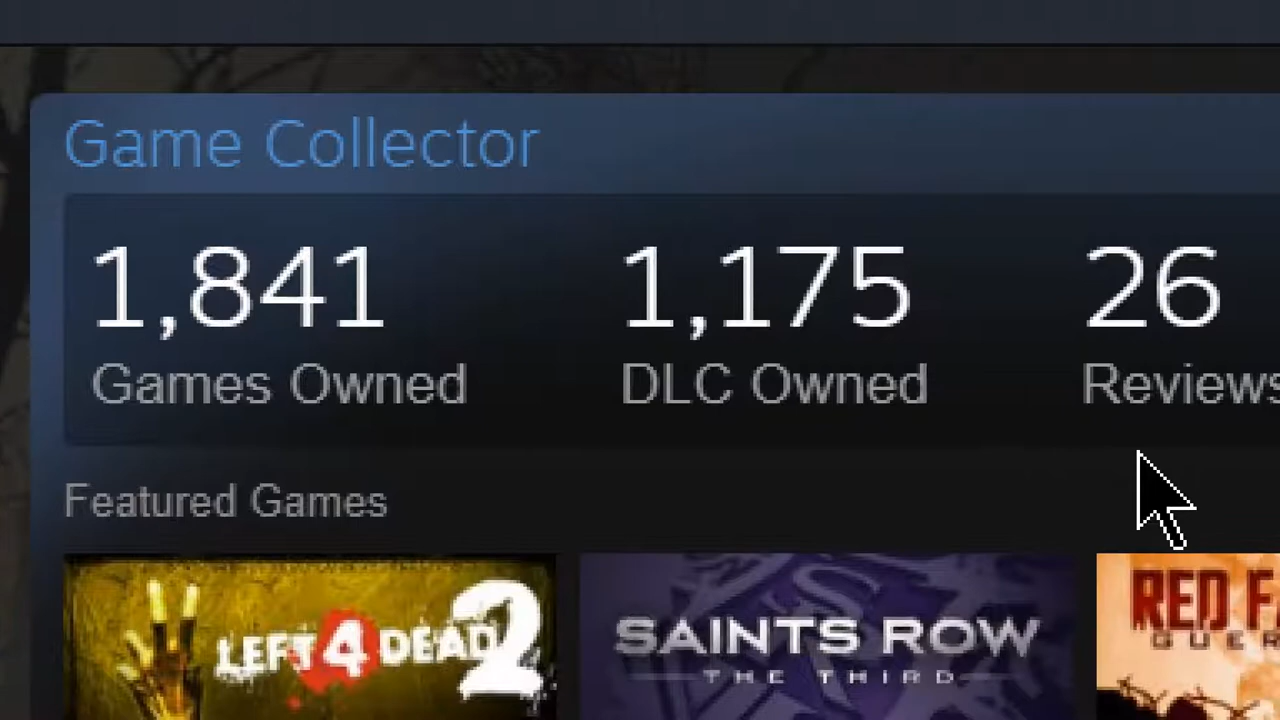 Game Collector
1,841 1,175 26
Games Owned DLC Owned Reviews
Featured Games
LEFT 4 DEAD 2 SAINTS ROW RED
THE THIRD